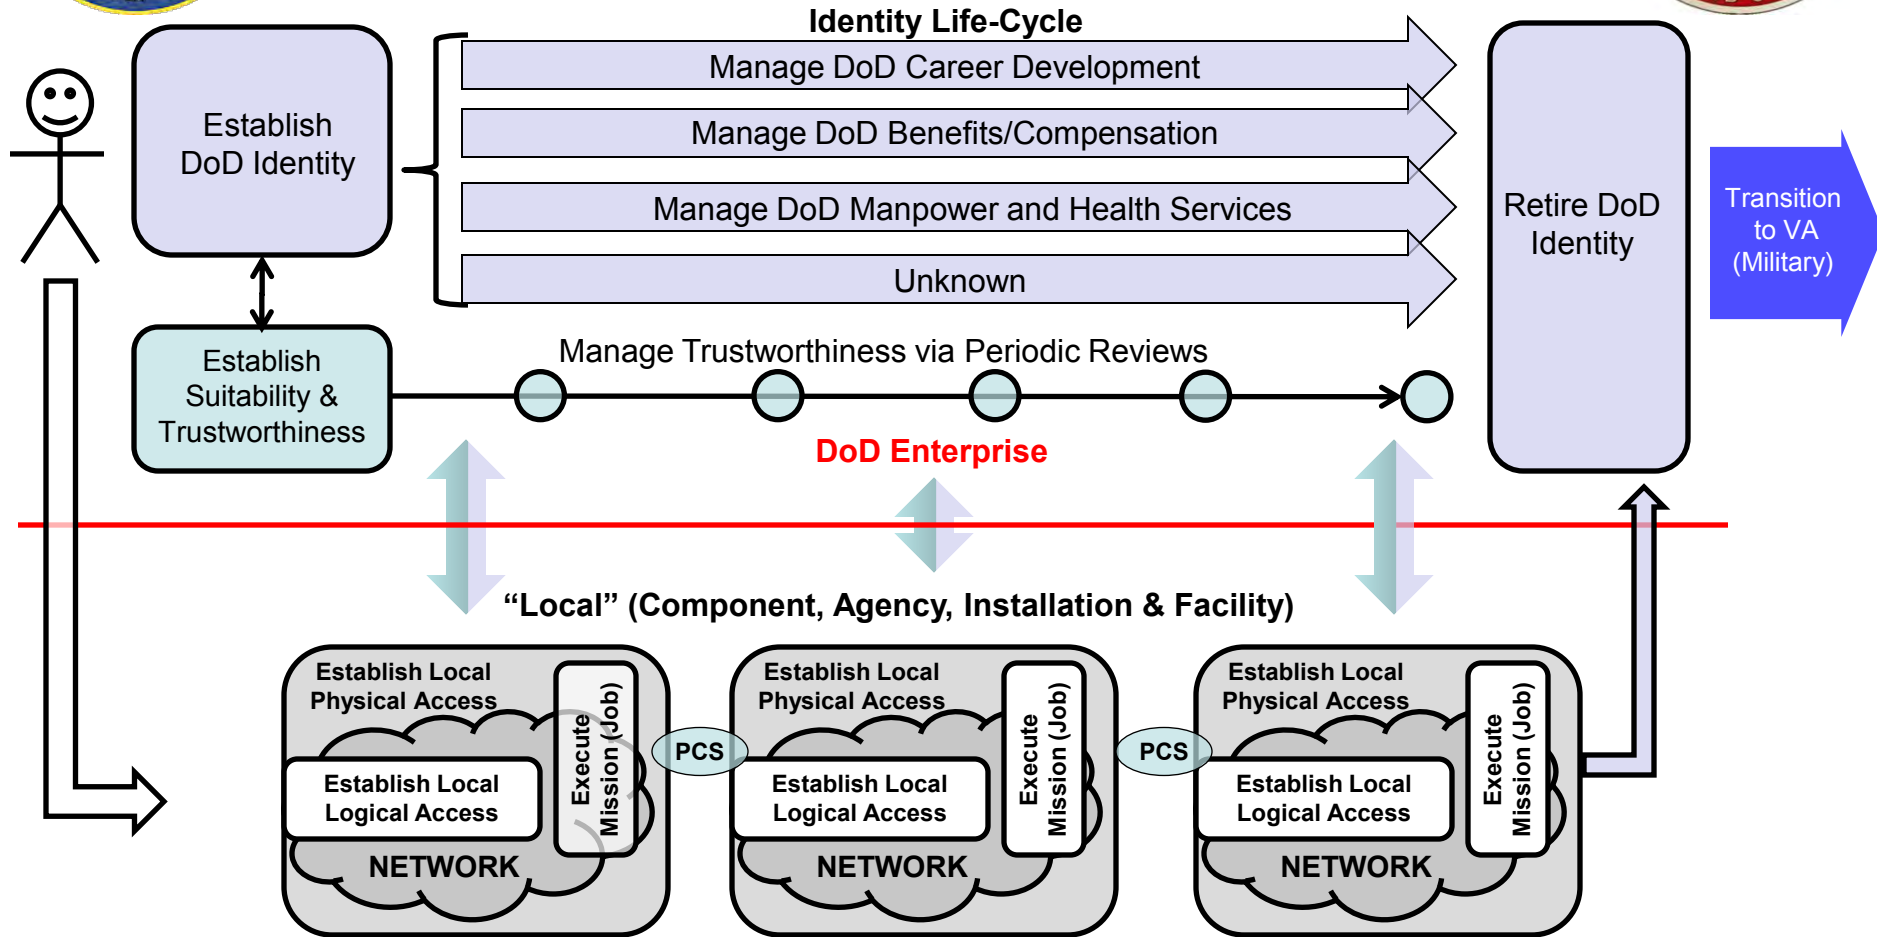 Identity Life-Cycle
Manage DoD Career Development
Establish
DoD Identity
Manage DoD Benefits/Compensation
Manage DoD Manpower and Health Services
Unknown
Retire DoD
Identity
Transition
to VA
(Military)
Establish
Suitability &
Trustworthiness
Manage Trustworthiness via Periodic Reviews
DoD Enterprise
“Local” (Component, Agency, Installation & Facility)
Establish Local
Physical Access
Execute
Mission (Job)
Establish Local
Logical Access
NETWORK
PCS
Establish Local
Physical Access
Execute
Mission (Job)
Establish Local
Logical Access
NETWORK
PCS
Establish Local
Physical Access
Execute
Mission (Job)
Establish Local
Logical Access
NETWORK